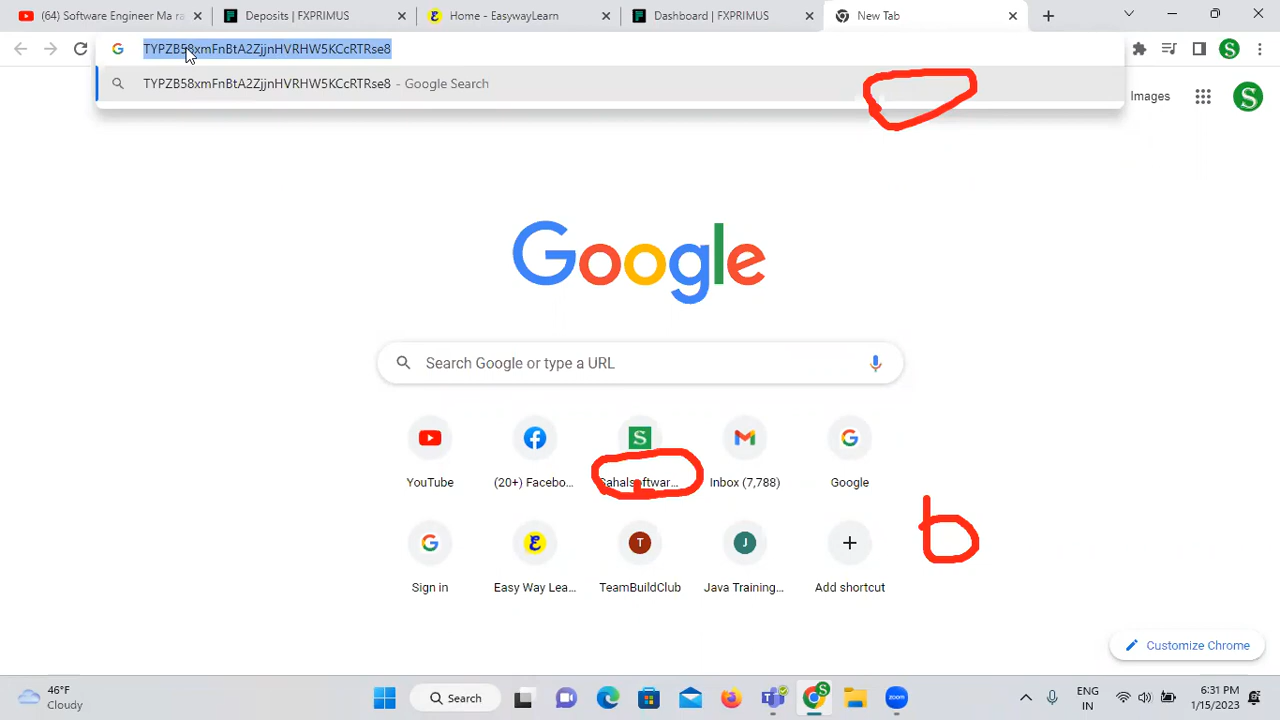 (64) Software Engineer Ma ra
Deposits | FXPRIMUS
Home - EasywayLearn
Dashboard | FXPRIMUS
New Tab
TYPZB58xmFnBtA2ZjjnHVRHW5KCcRTRse8
S
TYPZB58xmFnBtA2ZjjnHVRHW5KCcRTRse8 - Google Search
Images
S
Google
Search Google or type a URL
S
YouTube
(20+) Facebo...
Sahalsoftwar...
Inbox (7,788)
Google
b
T
J
Sign in
Easy Way Lea...
TeamBuildClub
Java Training...
Add shortcut
Customize Chrome
46°F
Cloudy
Search
zoom
ENG
IN
6:31 PM
1/15/2023